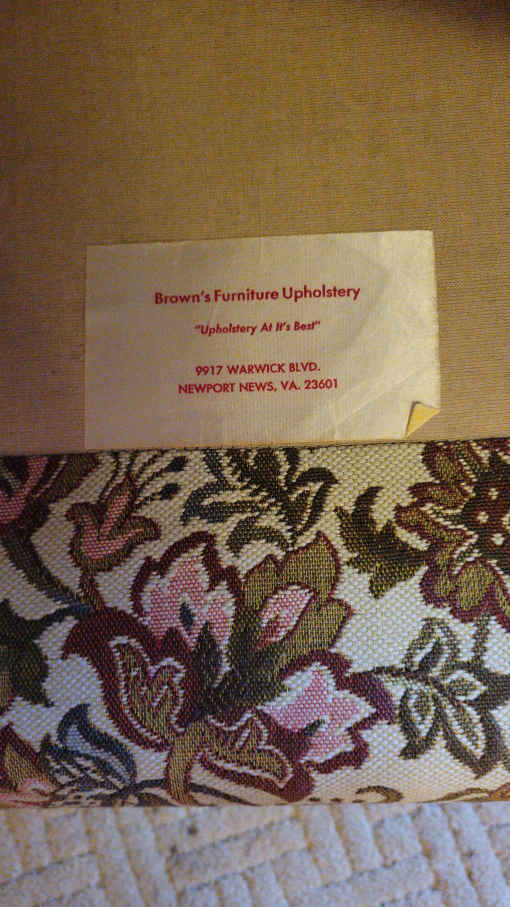 Brown's Furniture Upholstery
"Upholstery At It's Best"
9917 WARWICK BLVD.
NEWPORT NEWS, VA. 23601